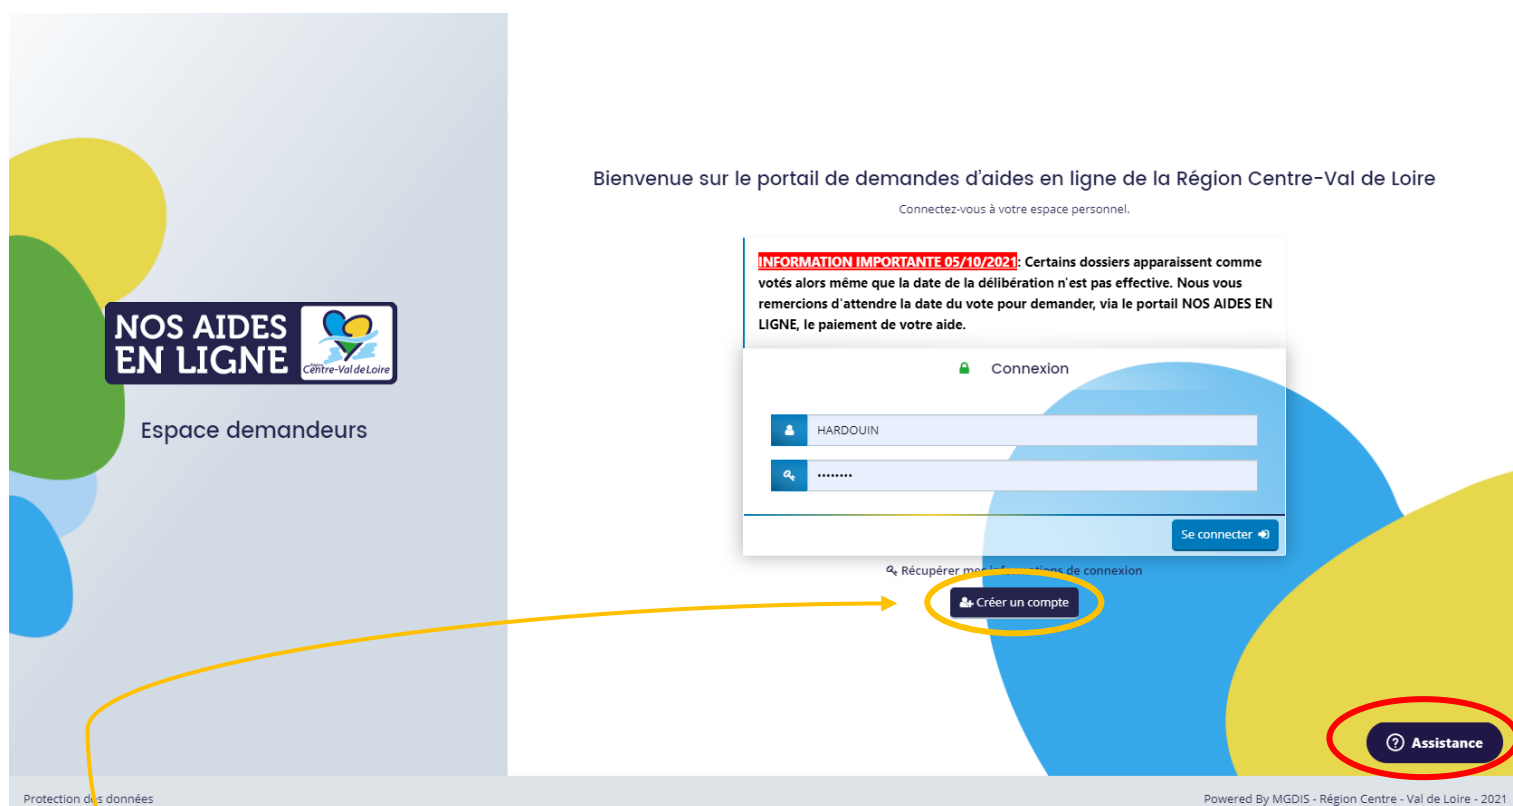 Bienvenue sur le portail de demandes d'aides en ligne de la Région Centre-Val de Loire
Connectez-vous à votre espace personnel.
INFORMATION IMPORTANTE 05/10/2021: Certains dossiers apparaissent comme
votés alors même que la date de la délibération n'est pas effective. Nous vous
remercions d'attendre la date du vote pour demander, via le portail NOS AIDES EN
LIGNE, le paiement de votre aide.
NOS AIDES
EN LIGNE
Région
Centre-Val de Loire
Espace demandeurs
Connexion
HARDOUIN
••••••••
Se connecter
Récupérer mes informations de connexion
Créer un compte
? Assistance
Protection des données
Powered By MGDIS - Région Centre - Val de Loire - 2021